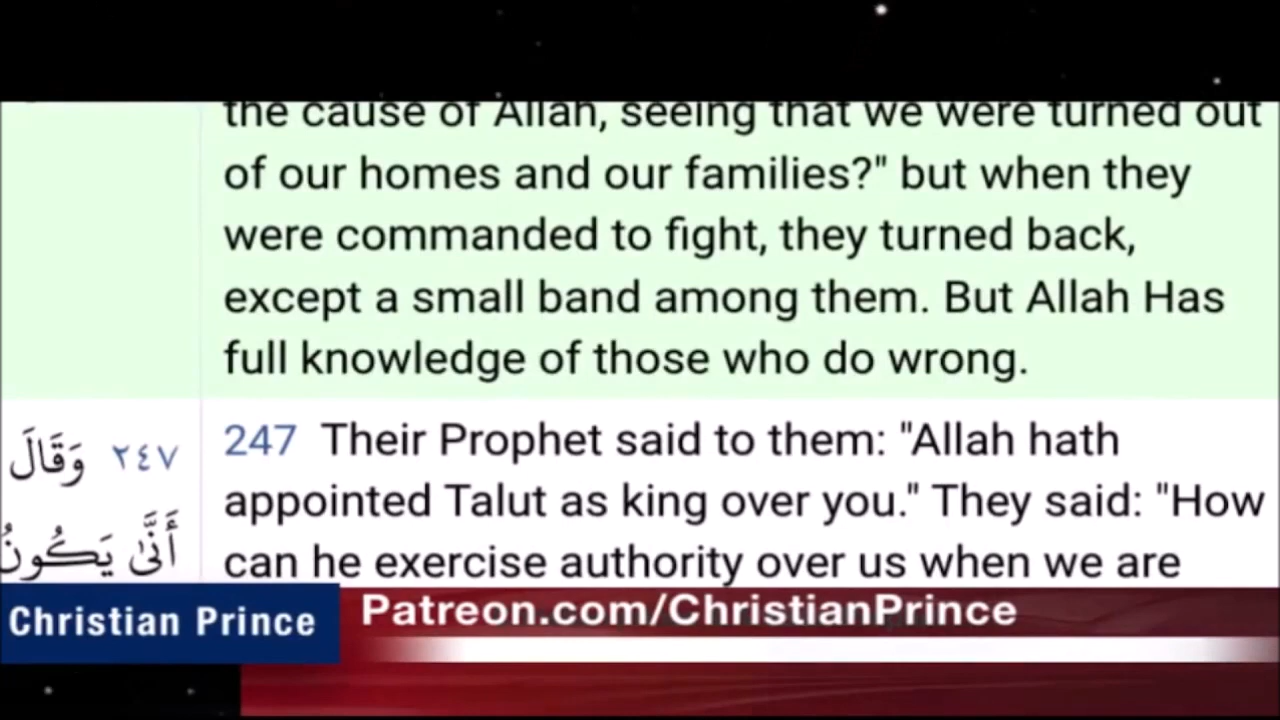 the cause of Allah, seeing that we were turned out
of our homes and our families?" but when they
were commanded to fight, they turned back,
except a small band among them. But Allah Has
full knowledge of those who do wrong.
٢٤٧ وَقَالَ
أَنَّىٰ يَكُونُ
247 Their Prophet said to them: "Allah hath
appointed Talut as king over you." They said: "How
can he exercise authority over us when we are
Christian Prince
Patreon.com/ChristianPrince